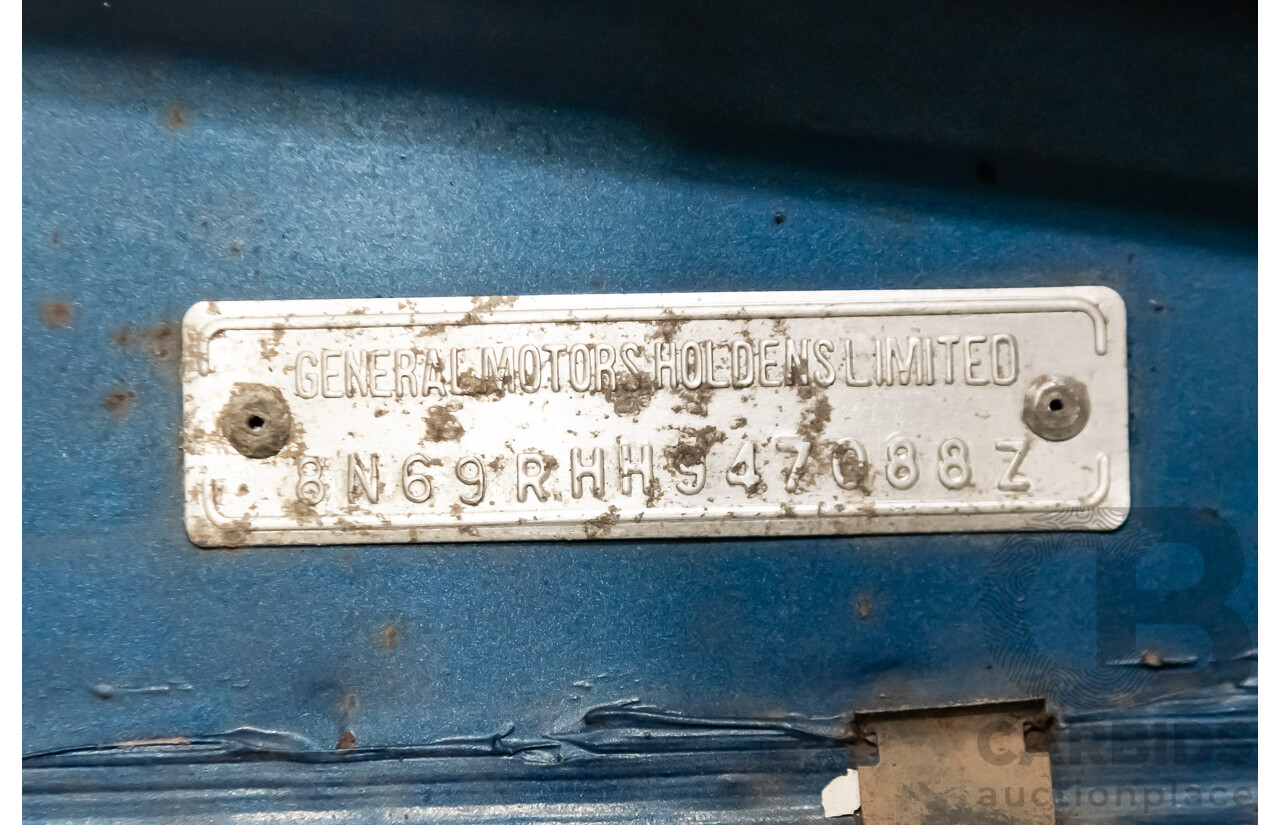 GENERAL MOTORS HOLDENS LIMITED
8N69RHH947088Z
CARBIDS
auctionplace